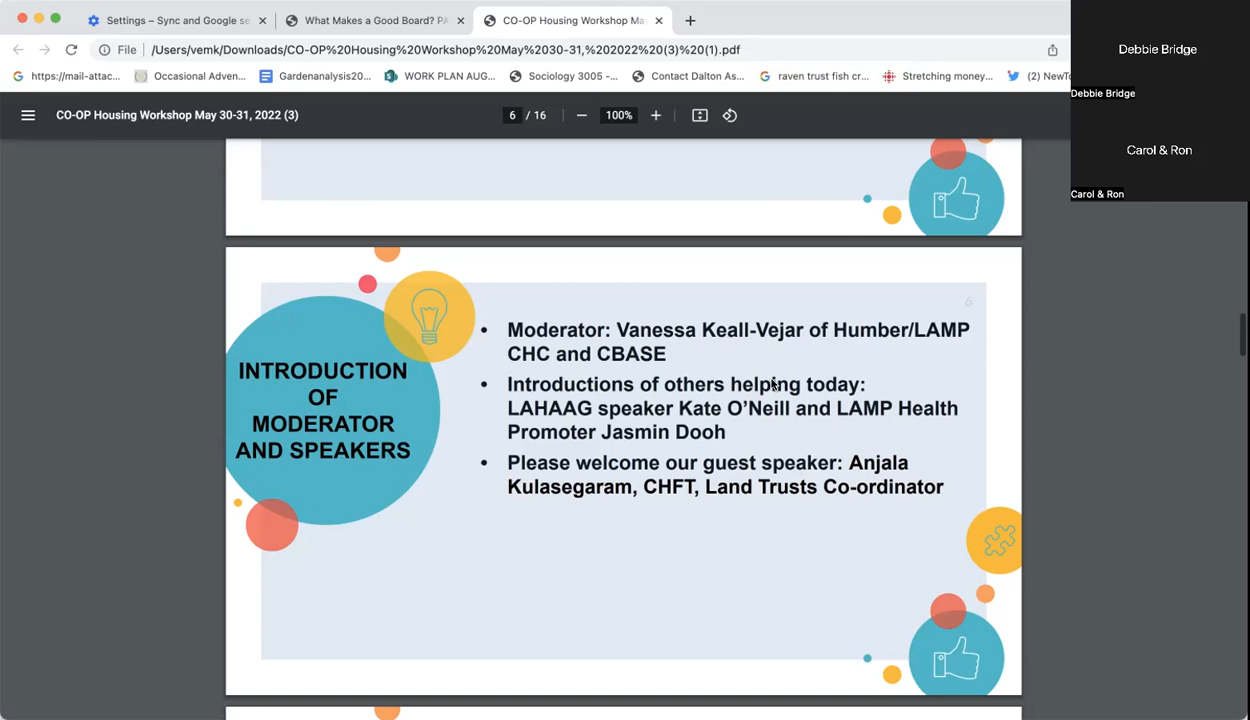 Settings – Sync and Google se
What Makes a Good Board? PA
CO-OP Housing Workshop Ma
File
/Users/vemk/Downloads/CO-OP%20Housing%20Workshop%20May%2030-31,%202022%20(3)%20(1).pdf
https://mail-attac...
Occasional Adven...
Gardenanalysis20...
WORK PLAN AUG...
Sociology 3005 -...
Contact Dalton As...
raven trust fish cr...
Stretching money...
(2) NewTo
CO-OP Housing Workshop May 30-31, 2022 (3)
6 / 16
100%
Debbie Bridge
Debbie Bridge
Carol & Ron
Carol & Ron
6
INTRODUCTION
OF
MODERATOR
AND SPEAKERS
• Moderator: Vanessa Keall-Vejar of Humber/LAMP
CHC and CBASE
• Introductions of others helping today:
LAHAAG speaker Kate O’Neill and LAMP Health
Promoter Jasmin Dooh
• Please welcome our guest speaker: Anjala
Kulasegaram, CHFT, Land Trusts Co-ordinator